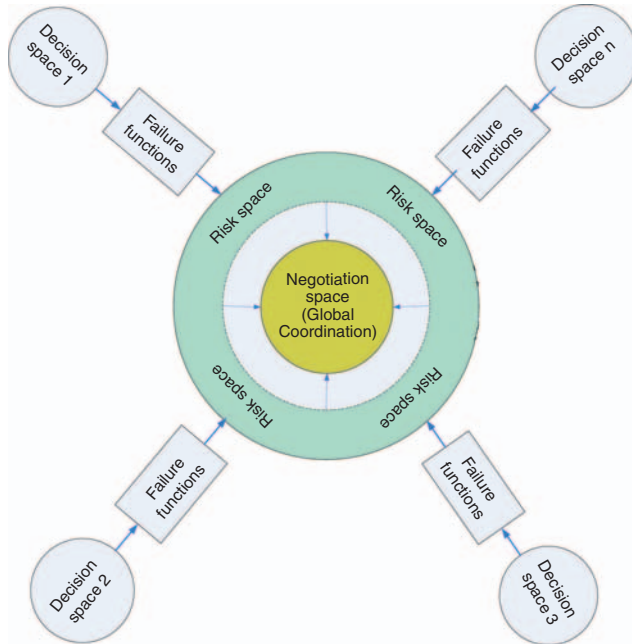 Decision
space 1
Decision
space n
Failure
functions
Failure
functions
Risk space
Risk space
Negotiation
space
(Global
Coordination)
Risk space
Risk space
Failure
functions
Failure
functions
Decision
space 2
Decision
space 3